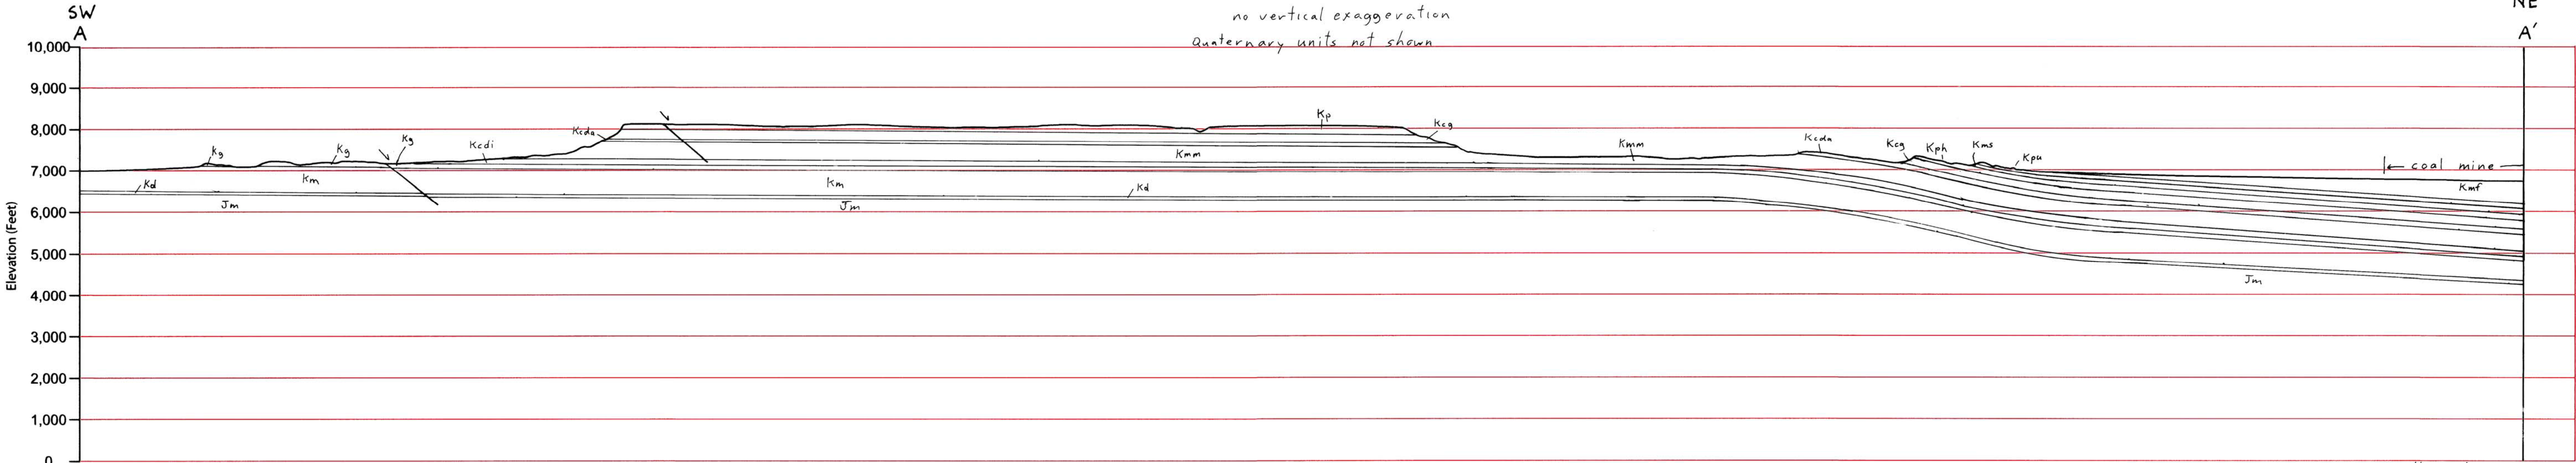 SW
NE
no vertical exaggeration
A
A'
Quaternary units not shown
10,000
9,000
8,000
7,000
6,000
5,000
4,000
3,000
2,000
1,000
0
Elevation (Feet)
Kg
Kg
Kg
Kcdi
Kcda
Kp
Kcg
Kmm
Kmm
Kcda
Kcg
Kph
Kms
Kpu
← coal mine
Kmf
Kd
Km
Km
Kd
Jm
Jm
Jm